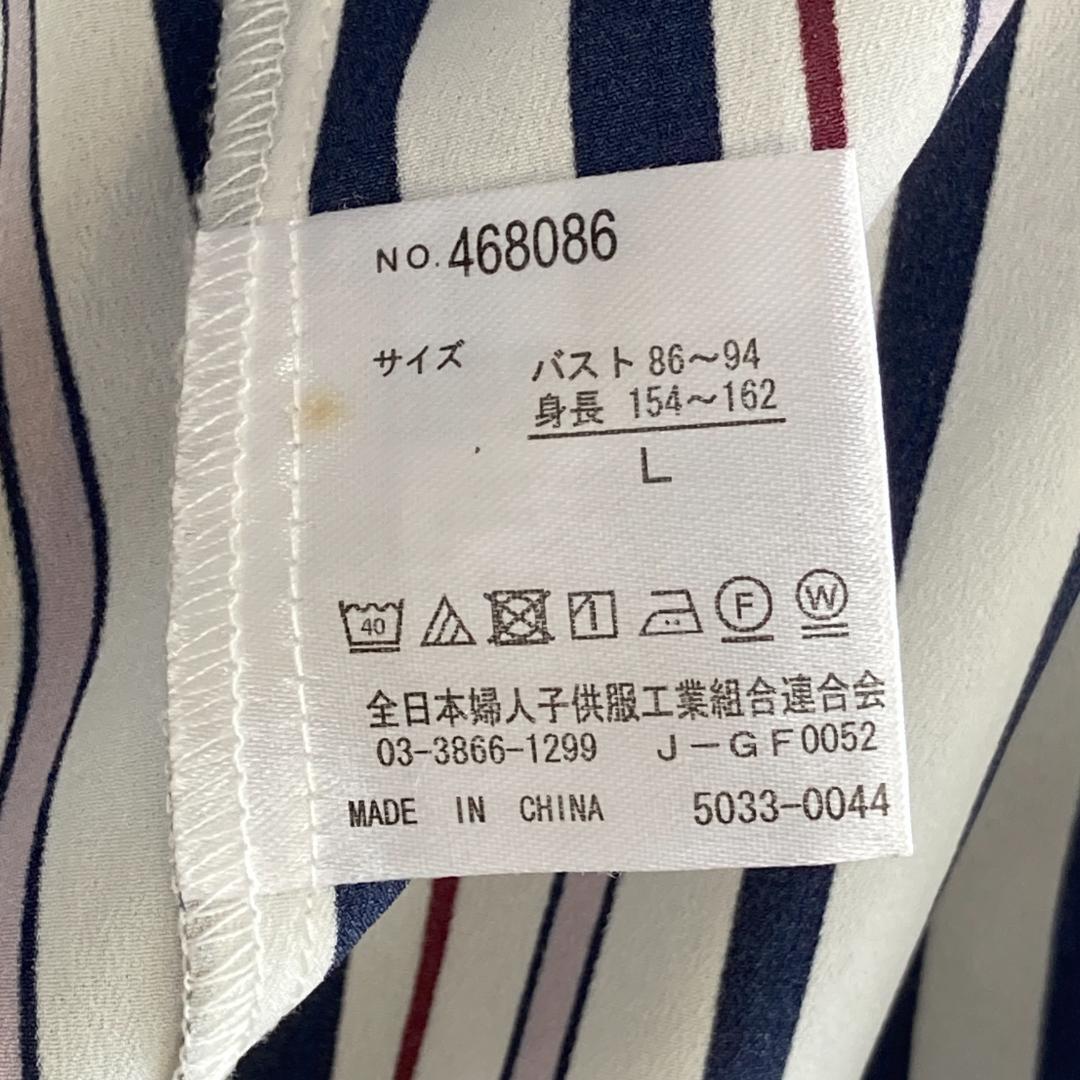 NO.468086
サイズ バスト 86～94
身長 154～162
L
40 F W
全日本婦人子供服工業組合連合会
03-3866-1299 J－GF0052
MADE IN CHINA 5033-0044